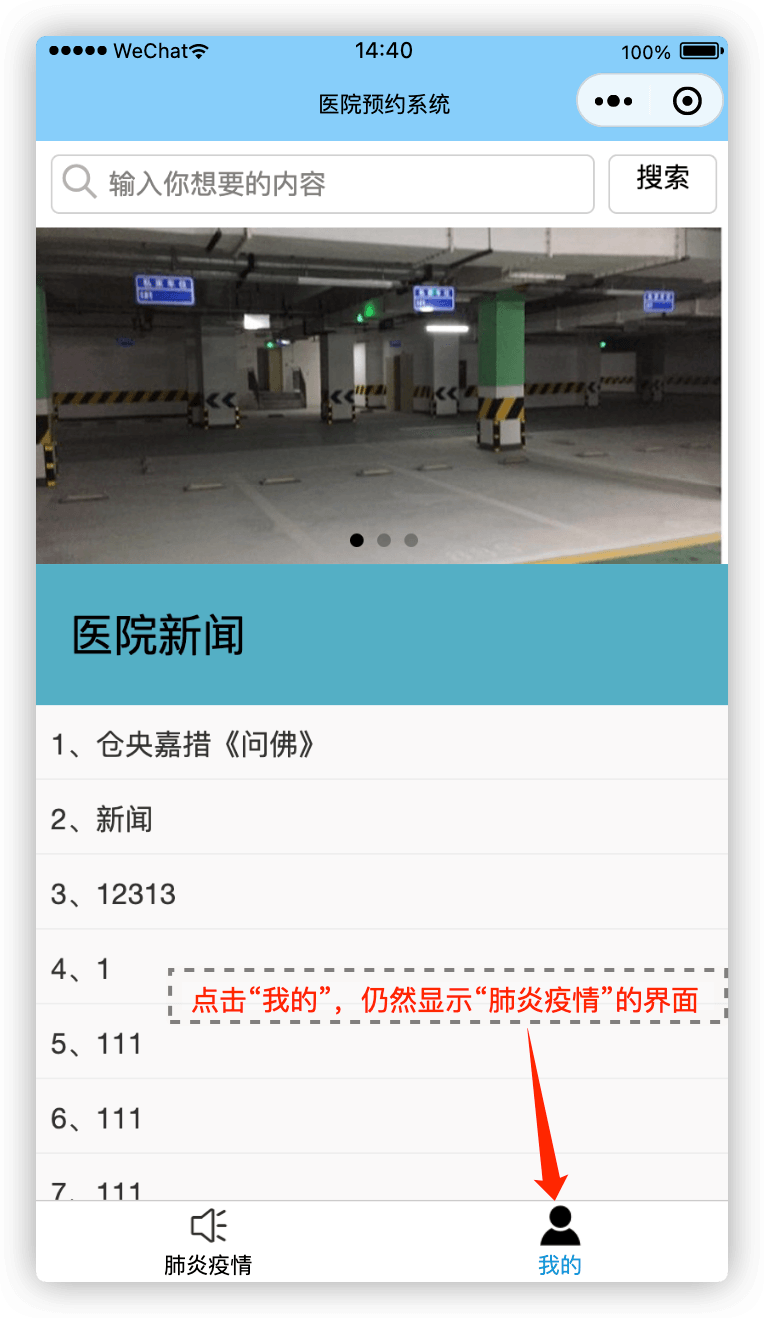 WeChat 14:40 100%
医院预约系统
输入你想要的内容 搜索
医院新闻
1、仓央嘉措《问佛》
2、新闻
3、12313
4、1
点击“我的”，仍然显示“肺炎疫情”的界面
5、111
6、111
7、111
肺炎疫情 我的